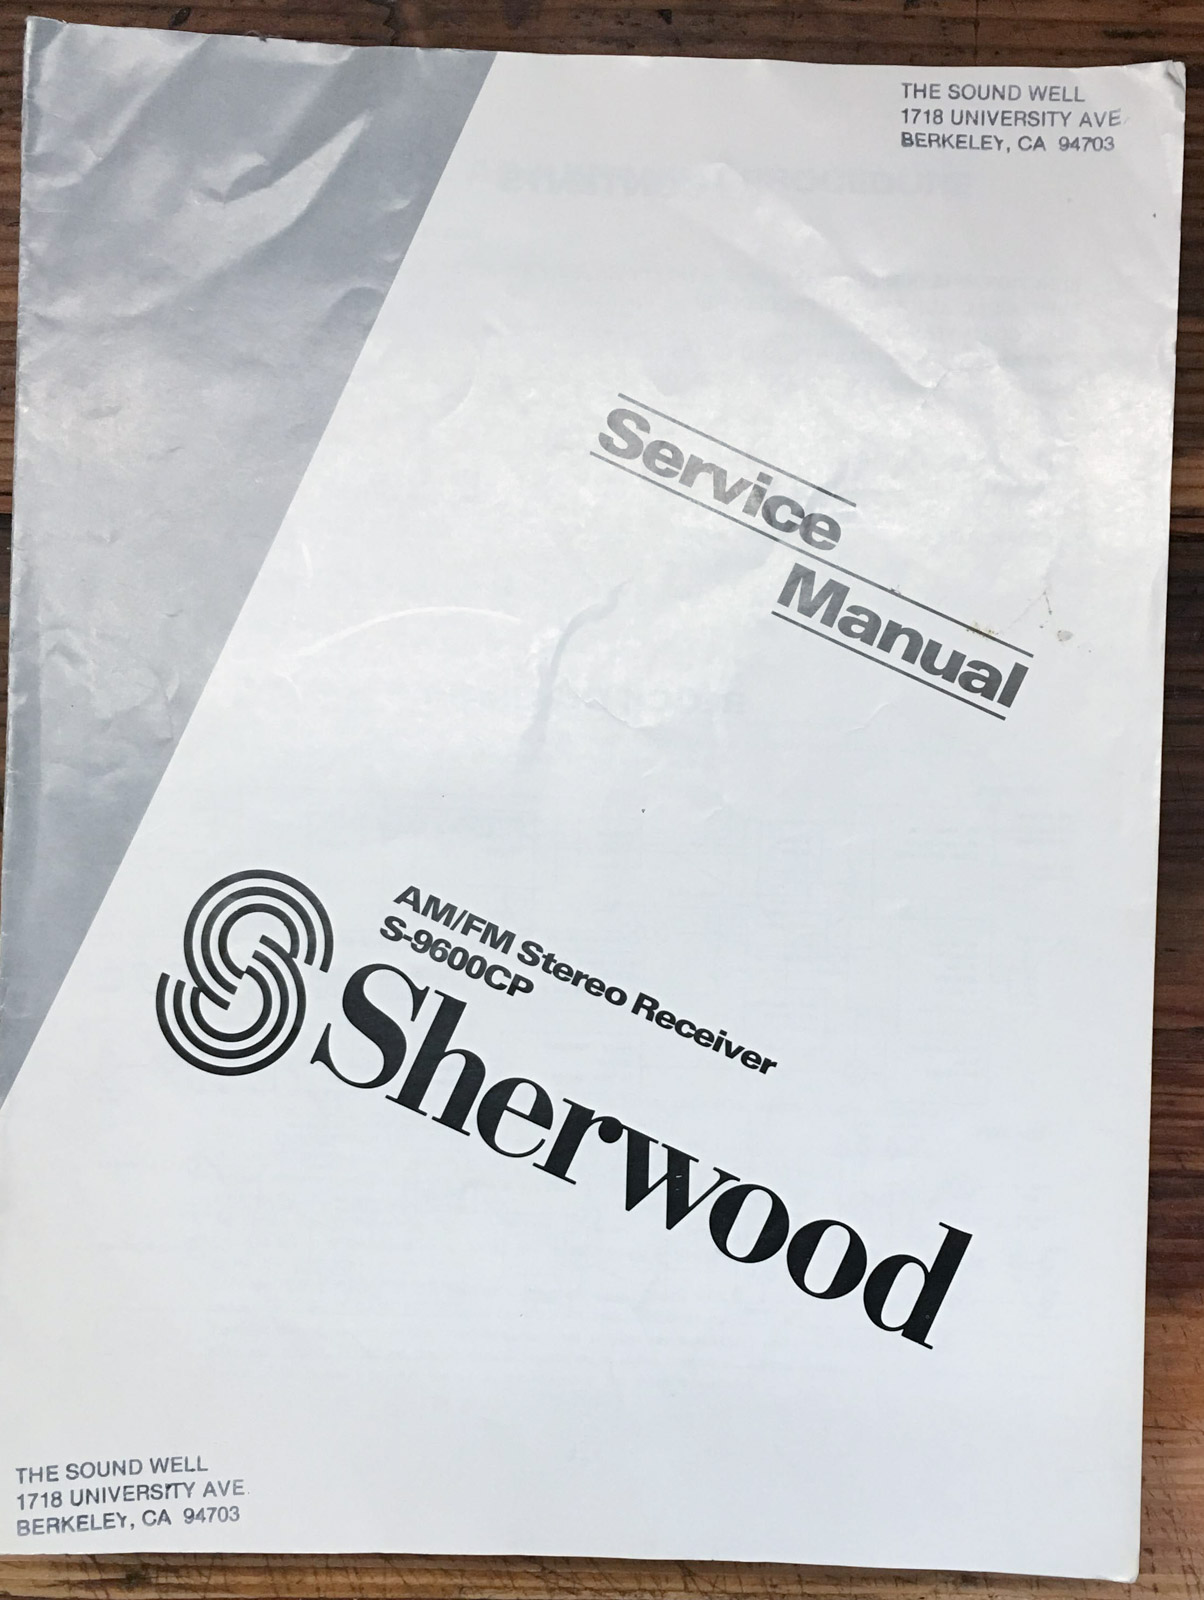 THE SOUND WELL
1718 UNIVERSITY AVE
BERKELEY, CA 94703
Service
Manual
AM/FM Stereo Receiver
S-9600CP
Sherwood
THE SOUND WELL
1718 UNIVERSITY AVE.
BERKELEY, CA 94703